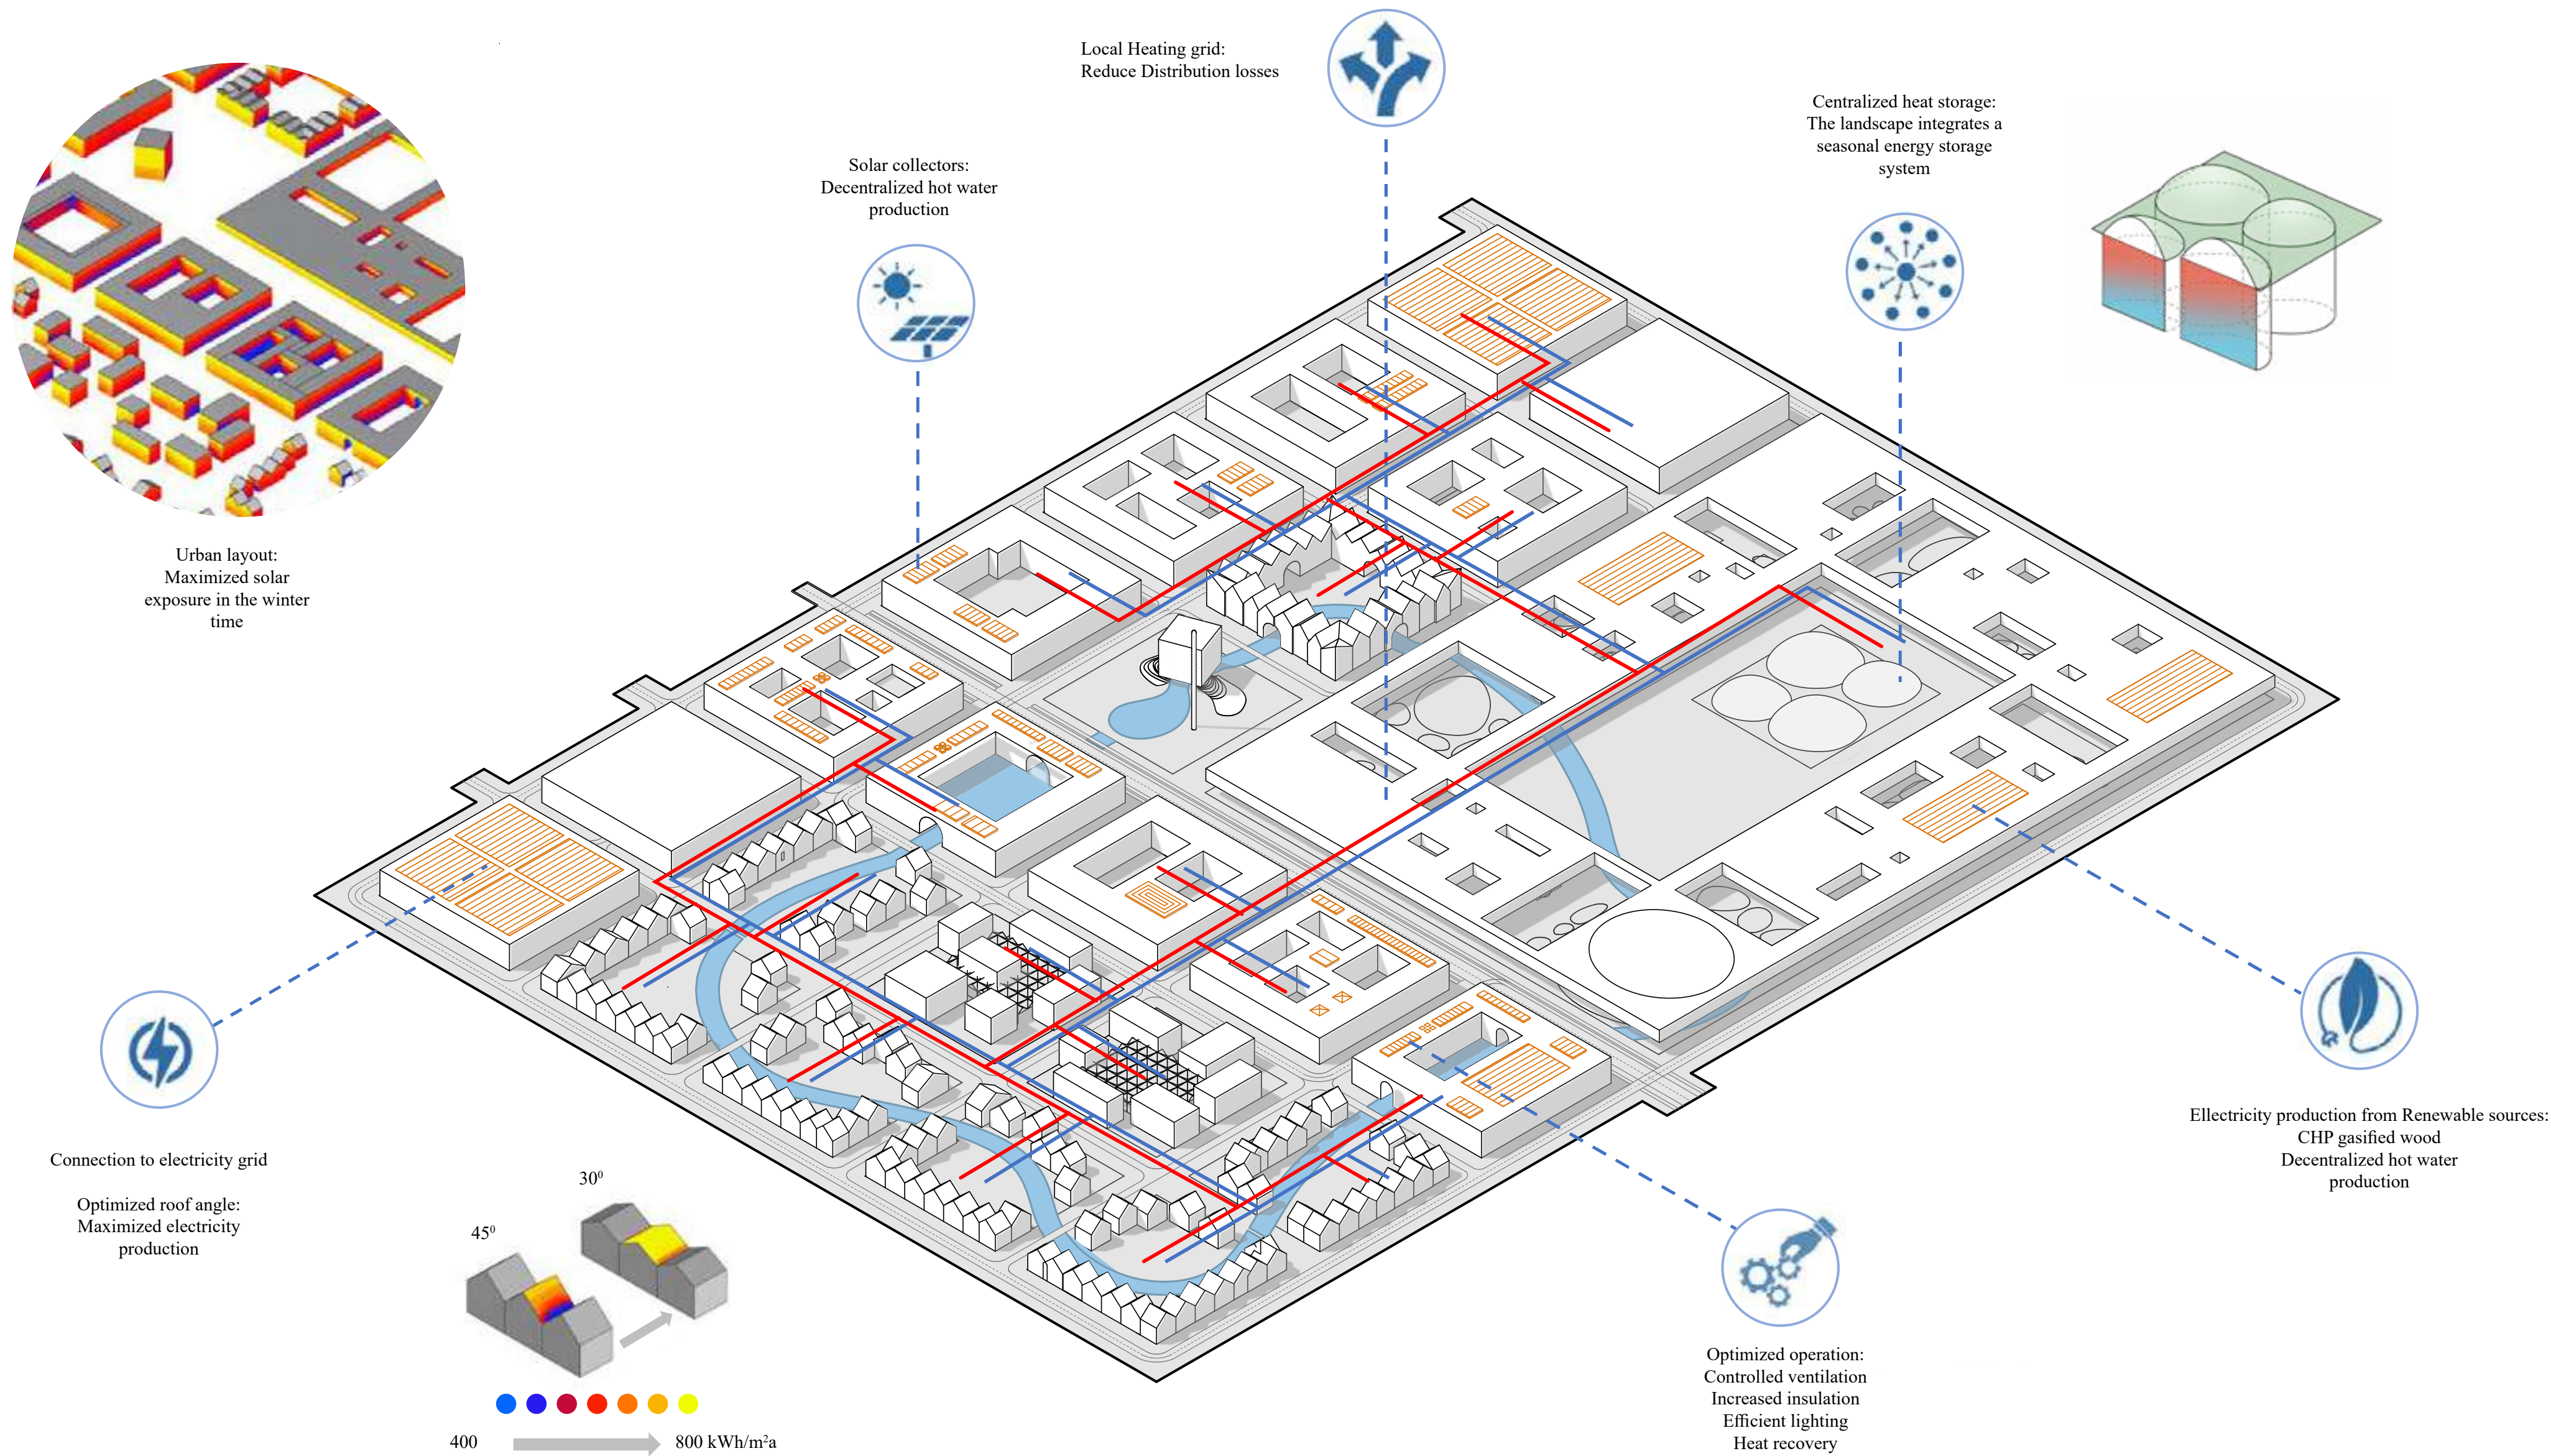 Local Heating grid:
Reduce Distribution losses
Centralized heat storage:
The landscape integrates a
seasonal energy storage
system
Solar collectors:
Decentralized hot water
production
Urban layout:
Maximized solar
exposure in the winter
time
Connection to electricity grid
Optimized roof angle:
Maximized electricity
production
30⁰
45⁰
400
800 kWh/m²a
Ellectricity production from Renewable sources:
CHP gasified wood
Decentralized hot water
production
Optimized operation:
Controlled ventilation
Increased insulation
Efficient lighting
Heat recovery